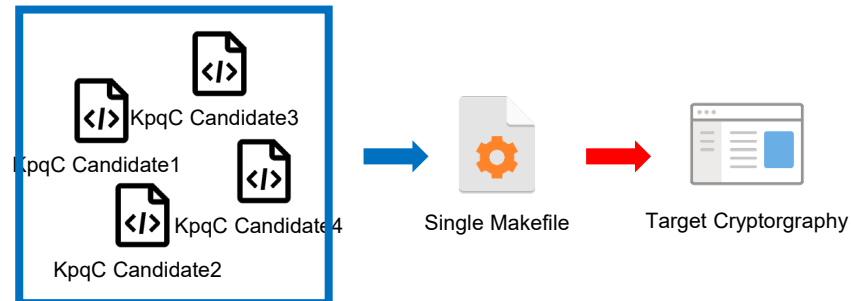 </>
KpqC Candidate3
</>
KpqC Candidate1
</>
KpqC Candidate4
</>
KpqC Candidate2
Single Makefile
Target Cryptorgraphy